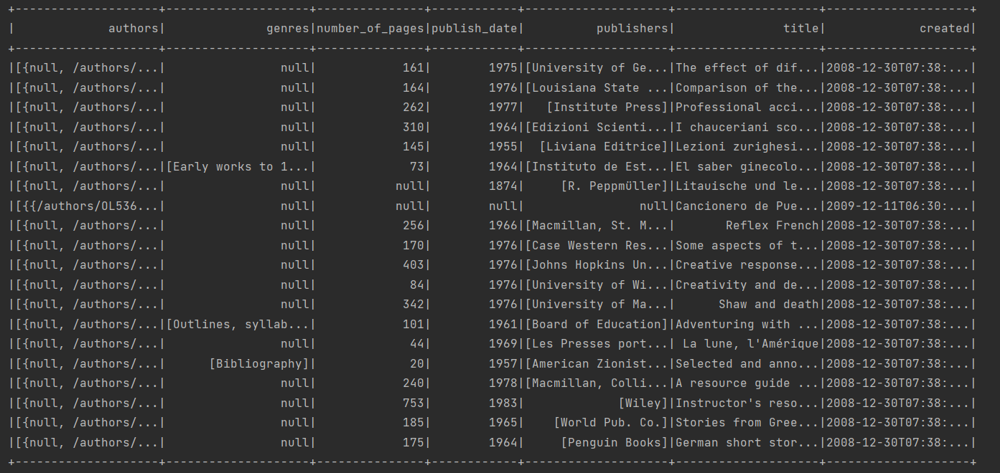 +--------------------+--------------------+---------------+------------+--------------------+--------------------+--------------------+
|             authors|              genres|number_of_pages|publish_date|          publishers|               title|             created|
+--------------------+--------------------+---------------+------------+--------------------+--------------------+--------------------+
|[{null, /authors/...|                null|            161|        1975|[University of Ge...|The effect of dif...|2008-12-30T07:38:...|
|[{null, /authors/...|                null|            164|        1976|[Louisiana State ...|Comparison of the...|2008-12-30T07:38:...|
|[{null, /authors/...|                null|            262|        1977|   [Institute Press]|Professional acci...|2008-12-30T07:38:...|
|[{null, /authors/...|                null|            310|        1964|[Edizioni Scienti...|I chauceriani sco...|2008-12-30T07:38:...|
|[{null, /authors/...|                null|            145|        1955|  [Liviana Editrice]|Lezioni zurighesi...|2008-12-30T07:38:...|
|[{null, /authors/...|[Early works to 1...|             73|        1964|[Instituto de Est...|El saber ginecolo...|2008-12-30T07:38:...|
|[{null, /authors/...|                null|           null|        1874|     [R. Peppmüller]|Litauische und le...|2008-12-30T07:38:...|
|[{{/authors/OL536...|                null|           null|        null|                null|Cancionero de Pue...|2009-12-11T06:30:...|
|[{null, /authors/...|                null|            256|        1966|[Macmillan, St. M...|       Reflex French|2008-12-30T07:38:...|
|[{null, /authors/...|                null|            170|        1976|[Case Western Res...|Some aspects of t...|2008-12-30T07:38:...|
|[{null, /authors/...|                null|            403|        1976|[Johns Hopkins Un...|Creative response...|2008-12-30T07:38:...|
|[{null, /authors/...|                null|             84|        1976|[University of Wi...|Creativity and de...|2008-12-30T07:38:...|
|[{null, /authors/...|                null|            342|        1976|[University of Ma...|      Shaw and death|2008-12-30T07:38:...|
|[{null, /authors/...|[Outlines, syllab...|            101|        1961|[Board of Education]|Adventuring with ...|2008-12-30T07:38:...|
|[{null, /authors/...|                null|             44|        1969|[Les Presses port...| La lune, l'Amérique|2008-12-30T07:38:...|
|[{null, /authors/...|      [Bibliography]|             20|        1957|[American Zionist...|Selected and anno...|2008-12-30T07:38:...|
|[{null, /authors/...|                null|            240|        1978|[Macmillan, Colli...|A resource guide ...|2008-12-30T07:38:...|
|[{null, /authors/...|                null|            753|        1983|             [Wiley]|Instructor's reso...|2008-12-30T07:38:...|
|[{null, /authors/...|                null|            185|        1965|    [World Pub. Co.]|Stories from Gree...|2008-12-30T07:38:...|
|[{null, /authors/...|                null|            175|        1964|     [Penguin Books]|German short stor...|2008-12-30T07:38:...|
+--------------------+--------------------+---------------+------------+--------------------+--------------------+--------------------+